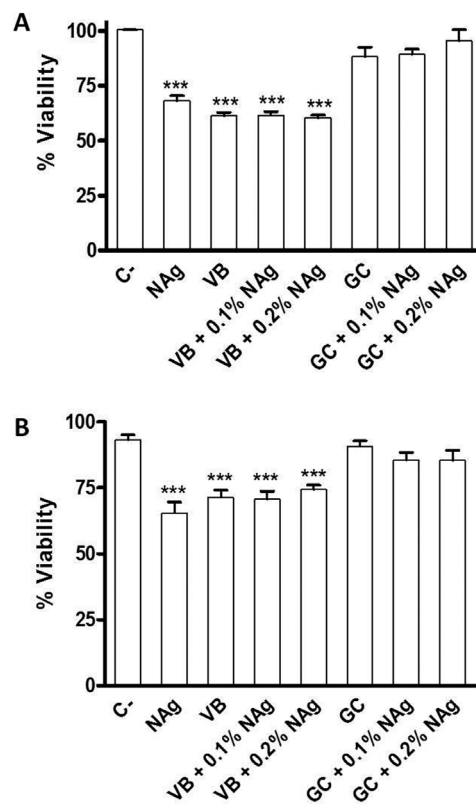 A
% Viability
100
75
50
25
0
***
***
***
***
C-
NAg
VB
VB + 0.1% NAg
VB + 0.2% NAg
GC
GC + 0.1% NAg
GC + 0.2% NAg
B
% Viability
100
75
50
25
0
***
***
***
***
C-
NAg
VB
VB + 0.1% NAg
VB + 0.2% NAg
GC
GC + 0.1% NAg
GC + 0.2% NAg